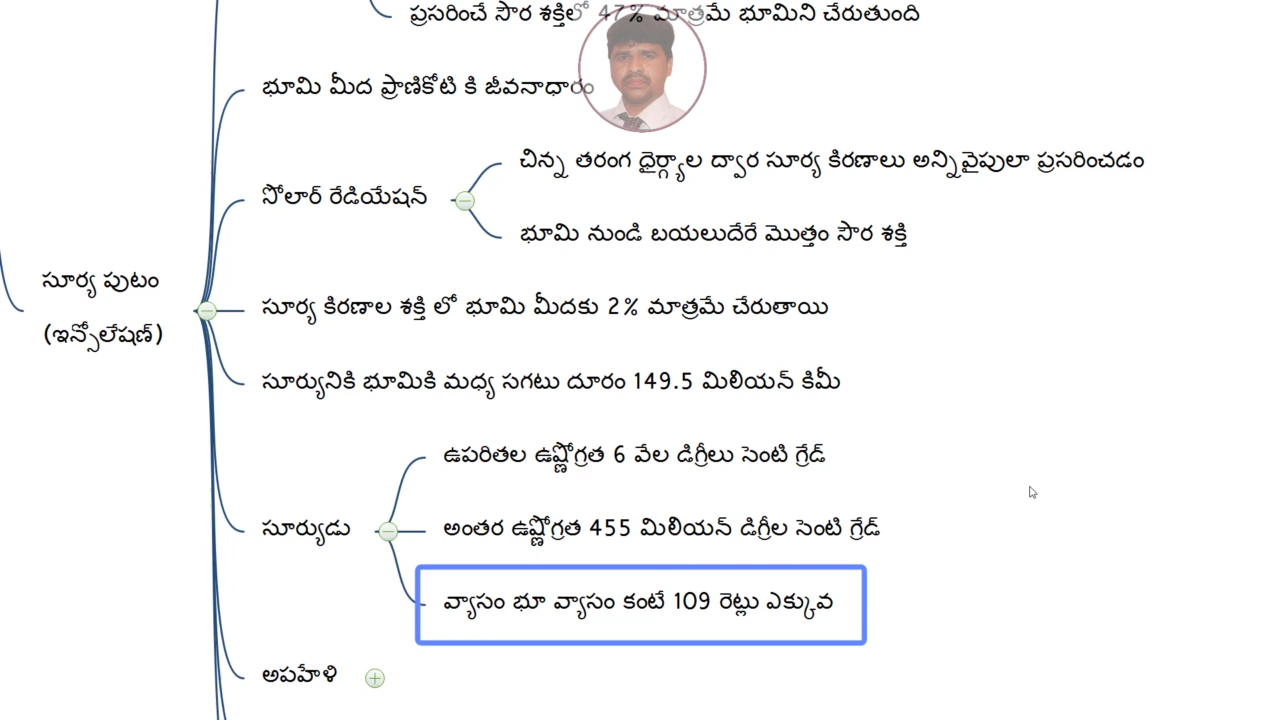 ప్రసరించే సౌర శక్తిలో 47% మాత్రమే భూమిని చేరుతుంది
భూమి మీద ప్రాణికోటి కి జీవనాధారం
చిన్న తరంగ ధైర్ఘ్యాల ద్వార సూర్య కిరణాలు అన్నివైపులా ప్రసరించడం
సోలార్ రేడియేషన్
భూమి నుండి బయలుదేరే మొత్తం సౌర శక్తి
సూర్య పుటం
(ఇన్సోలేషణ్)
సూర్య కిరణాల శక్తి లో భూమి మీదకు 2% మాత్రమే చేరుతాయి
సూర్యునికి భూమికి మధ్య సగటు దూరం 149.5 మిలియన్ కిమీ
ఉపరితల ఉష్ణోగ్రత 6 వేల డిగ్రీలు సెంటి గ్రేడ్
సూర్యుడు
అంతర ఉష్ణోగ్రత 455 మిలియన్ డిగ్రీల సెంటి గ్రేడ్
వ్యాసం భూ వ్యాసం కంటే 109 రెట్లు ఎక్కువ
అపహేళి